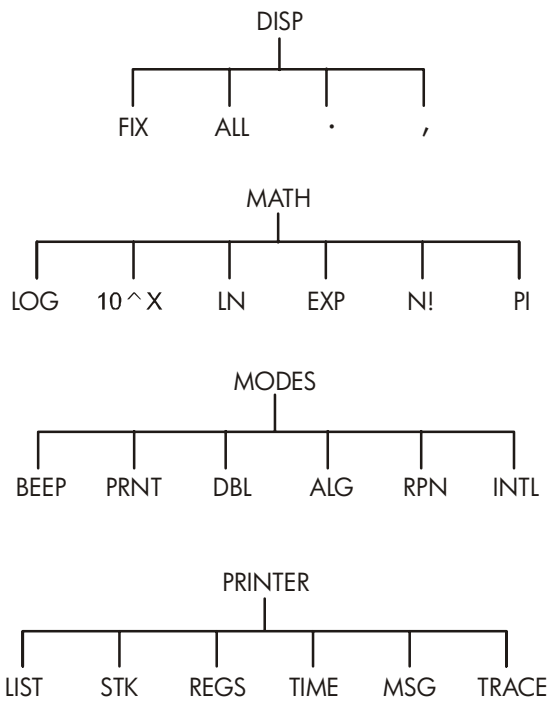 DISP
FIX ALL . ,
MATH
LOG 10^X LN EXP N! PI
MODES
BEEP PRNT DBL ALG RPN INTL
PRINTER
LIST STK REGS TIME MSG TRACE